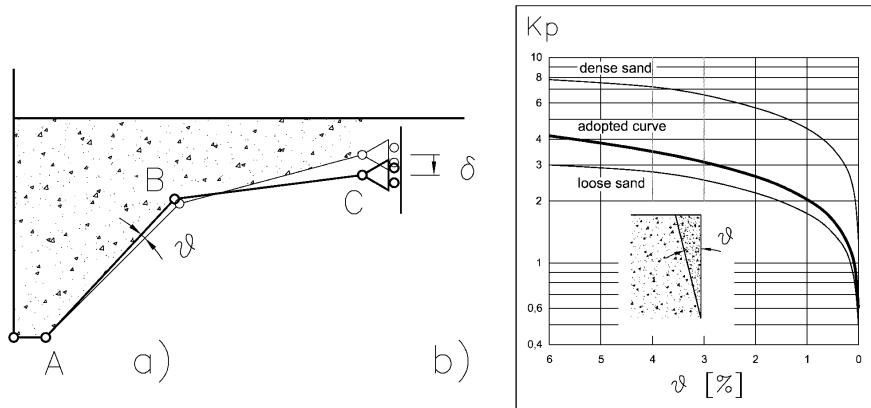 B
C
δ
ϑ
A
a)
b)
Kp
10
8
6
4
3
2
1
0,6
0,4
dense sand
adopted curve
loose sand
ϑ
6 5 4 3 2 1 0
ϑ [%]